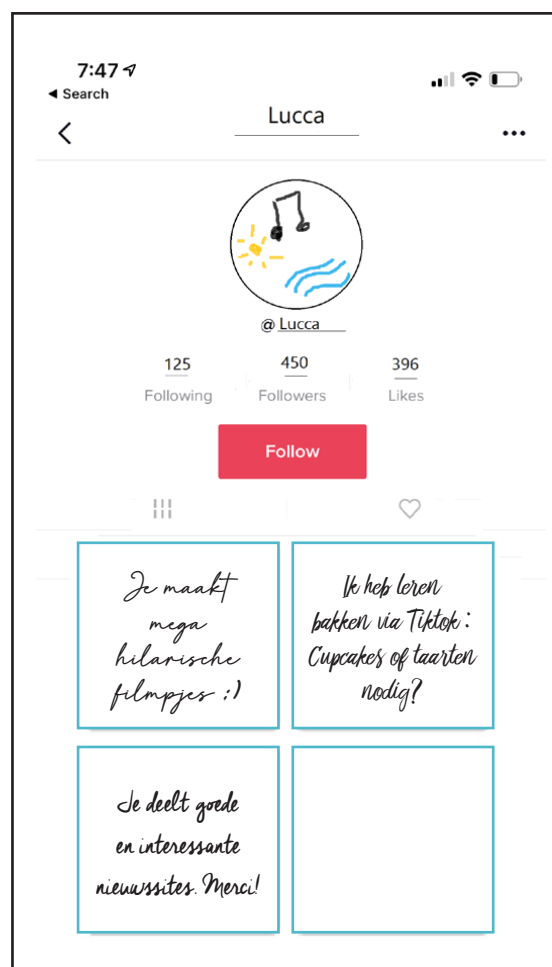 7:47
◀ Search
Lucca
@ Lucca
125
450
396
Following
Followers
Likes
Follow
Je maakt
mega
hilarische
filmpjes :)
Ik heb leren
bakken via Tiktok :
Cupcakes of taarten
nodig?
Je deelt goede
en interessante
nieuwssites. Merci!